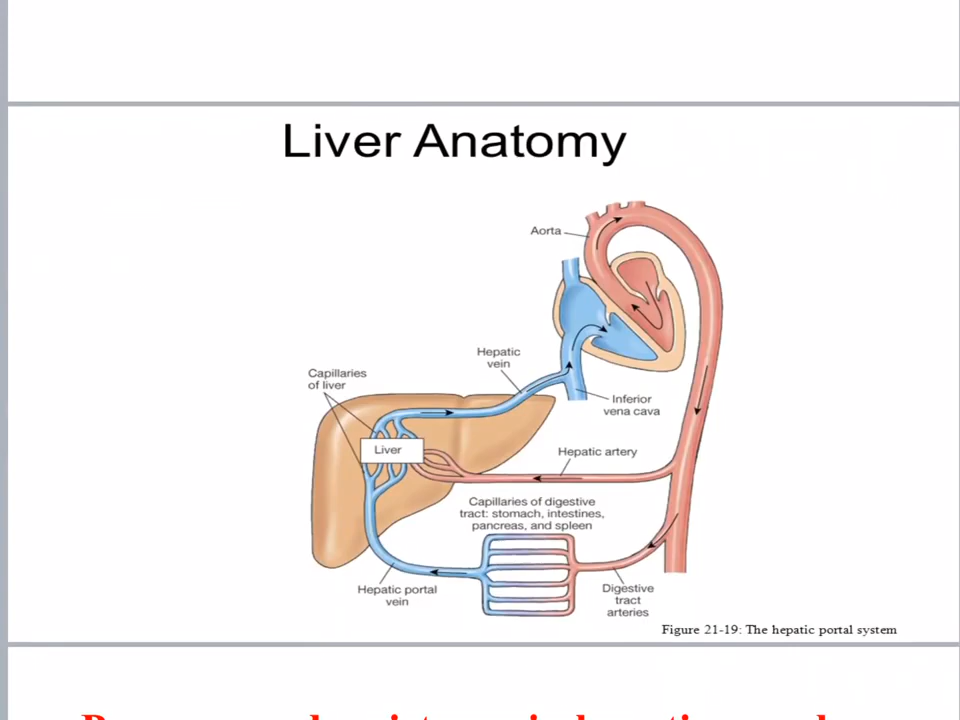 Liver Anatomy
Aorta
Hepatic
vein
Capillaries
of liver
Inferior
vena cava
Liver
Hepatic artery
Capillaries of digestive
tract: stomach, intestines,
pancreas, and spleen
Hepatic portal
vein
Digestive
tract
arteries
Figure 21-19: The hepatic portal system